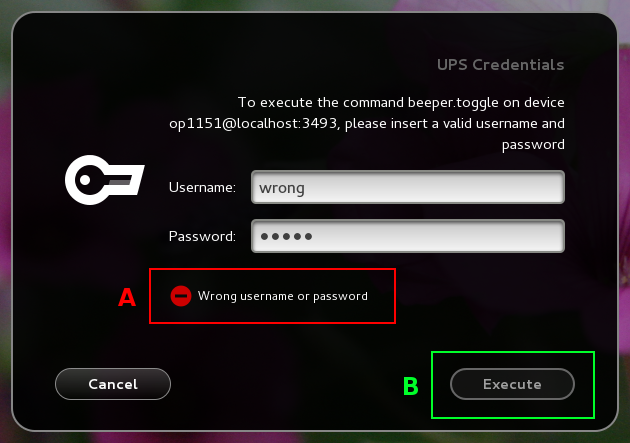 UPS Credentials
To execute the command beeper.toggle on device
op1151@localhost:3493, please insert a valid username and
password
Username: wrong
Password: ●●●●●
A
Wrong username or password
Cancel
B
Execute